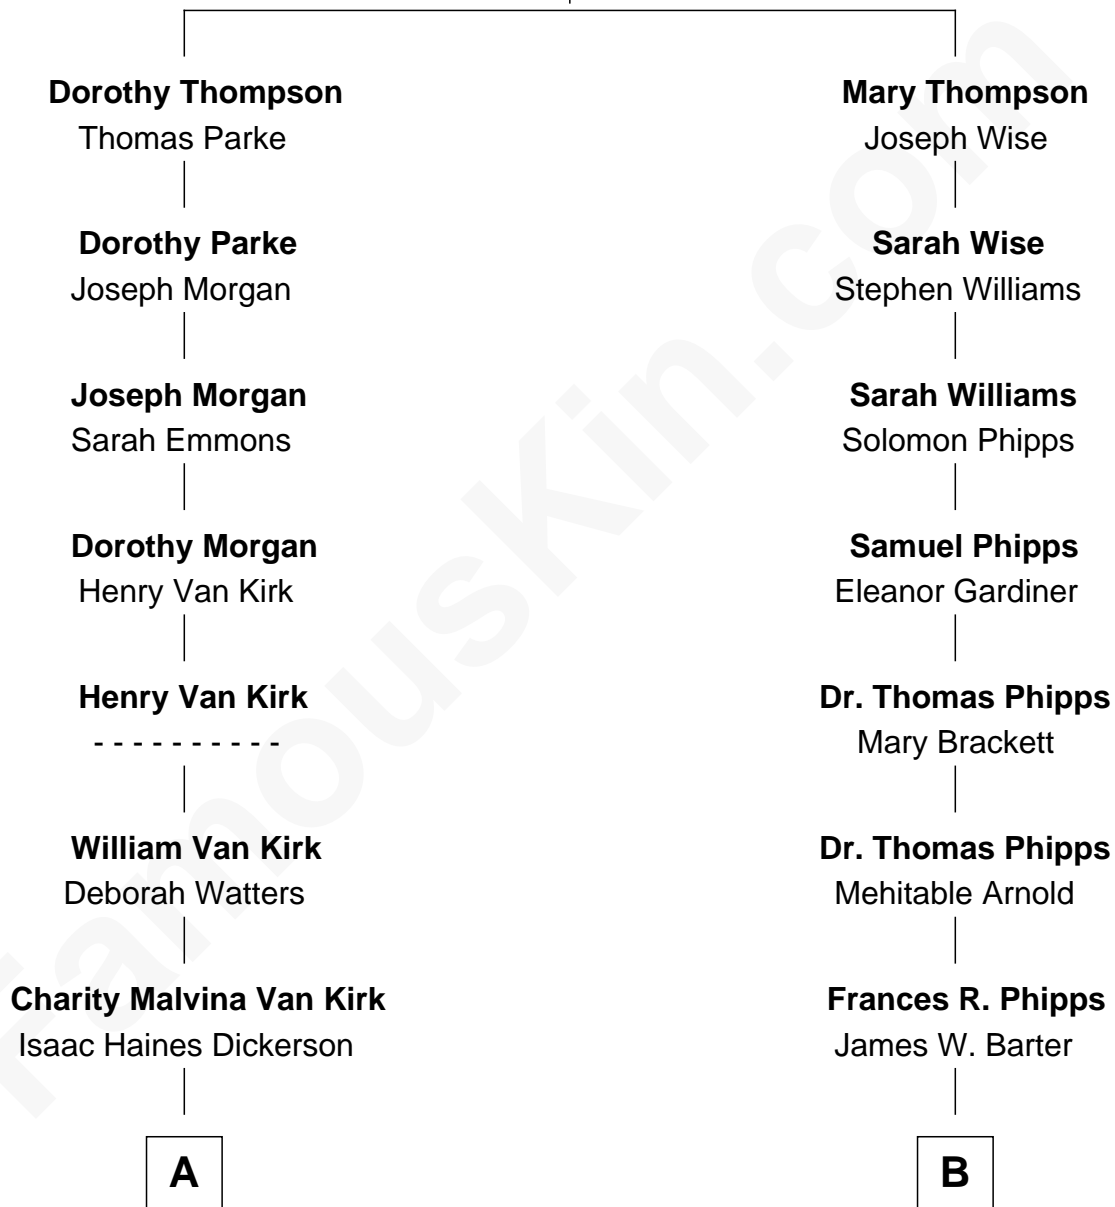 Dorothy Thompson
Thomas Parke
Mary Thompson
Joseph Wise
Dorothy Parke
Joseph Morgan
Sarah Wise
Stephen Williams
Joseph Morgan
Sarah Emmons
Sarah Williams
Solomon Phipps
Dorothy Morgan
Henry Van Kirk
Samuel Phipps
Eleanor Gardiner
Henry Van Kirk
- - - - - - - - - -
Dr. Thomas Phipps
Mary Brackett
William Van Kirk
Deborah Watters
Dr. Thomas Phipps
Mehitable Arnold
Charity Malvina Van Kirk
Isaac Haines Dickerson
Frances R. Phipps
James W. Barter
A
B
FamousKin.com